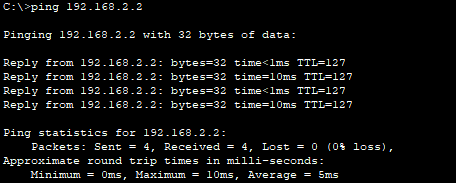 C:\>ping 192.168.2.2
Pinging 192.168.2.2 with 32 bytes of data:
Reply from 192.168.2.2: bytes=32 time<1ms TTL=127
Reply from 192.168.2.2: bytes=32 time=10ms TTL=127
Reply from 192.168.2.2: bytes=32 time<1ms TTL=127
Reply from 192.168.2.2: bytes=32 time=10ms TTL=127
Ping statistics for 192.168.2.2:
Packets: Sent = 4, Received = 4, Lost = 0 (0% loss),
Approximate round trip times in milli-seconds:
Minimum = 0ms, Maximum = 10ms, Average = 5ms